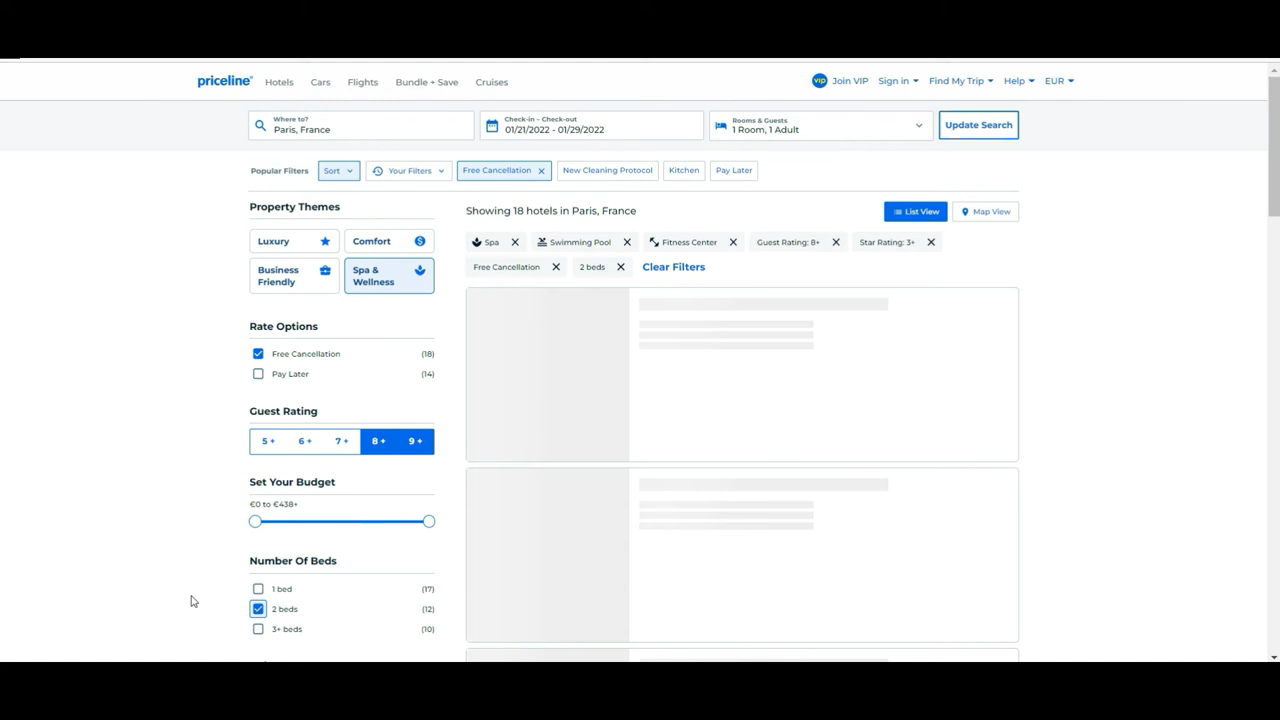 priceline® Hotels Cars Flights Bundle + Save Cruises VIP Join VIP Sign in Find My Trip Help EUR
Where to?
Paris, France
Check-in – Check-out
01/21/2022 - 01/29/2022
Rooms & Guests
1 Room, 1 Adult
Update Search
Popular Filters Sort Your Filters Free Cancellation New Cleaning Protocol Kitchen Pay Later
Property Themes
Luxury
Comfort
Business
Friendly
Spa &
Wellness
Rate Options
Free Cancellation (18)
Pay Later (14)
Guest Rating
5 + 6 + 7 + 8 + 9 +
Set Your Budget
€0 to €438+
Number Of Beds
1 bed (17)
2 beds (12)
3+ beds (10)
Showing 18 hotels in Paris, France
List View Map View
Spa Swimming Pool Fitness Center Guest Rating: 8+ Star Rating: 3+
Free Cancellation 2 beds Clear Filters